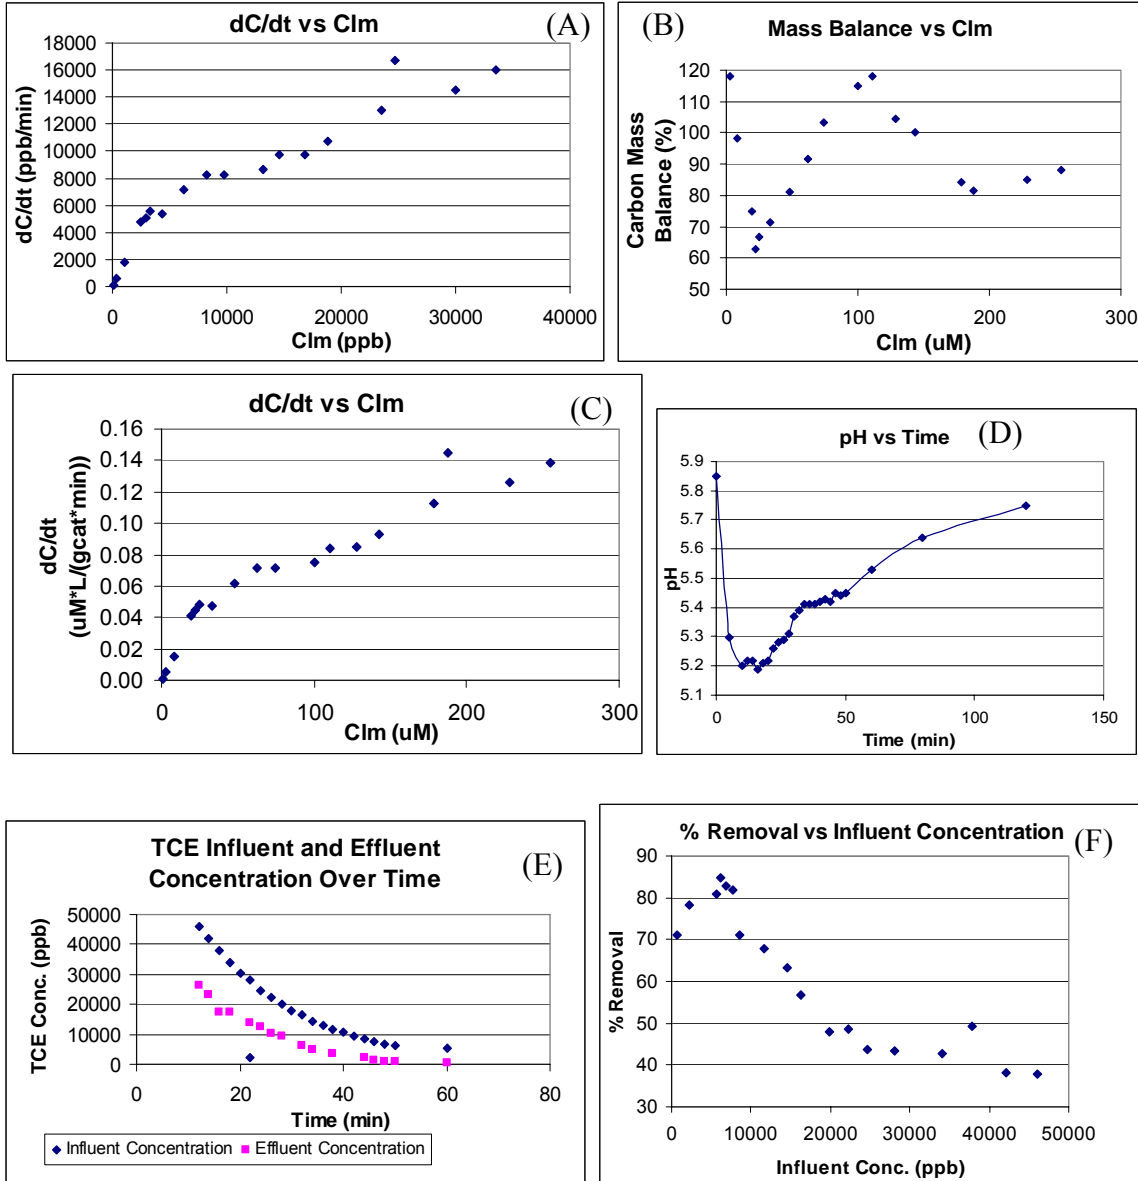 dC/dt vs Clm
(A)
dC/dt (ppb/min)
18000
16000
14000
12000
10000
8000
6000
4000
2000
0
0 10000 20000 30000 40000
Clm (ppb)
(B)
Mass Balance vs Clm
Carbon Mass
Balance (%)
120
110
100
90
80
70
60
50
0 100 200 300
Clm (uM)
dC/dt vs Clm
(C)
dC/dt
(uM*L/(gcat*min))
0.16
0.14
0.12
0.10
0.08
0.06
0.04
0.02
0.00
0 100 200 300
Clm (uM)
pH vs Time
(D)
pH
5.9
5.8
5.7
5.6
5.5
5.4
5.3
5.2
5.1
0 50 100 150
Time (min)
TCE Influent and Effluent
Concentration Over Time
(E)
TCE Conc. (ppb)
50000
40000
30000
20000
10000
0
0 20 40 60 80
Time (min)
Influent Concentration Effluent Concentration
% Removal vs Influent Concentration
(F)
% Removal
90
80
70
60
50
40
30
0 10000 20000 30000 40000 50000
Influent Conc. (ppb)